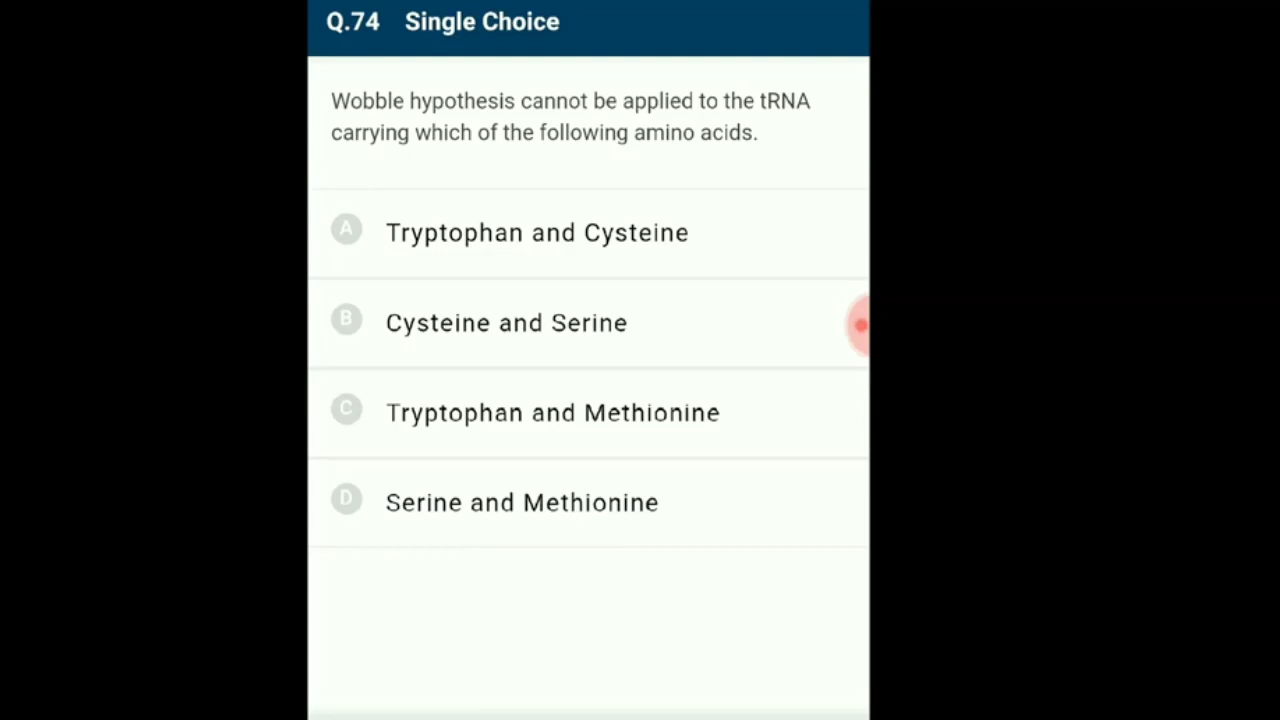 Q.74 Single Choice
Wobble hypothesis cannot be applied to the tRNA
carrying which of the following amino acids.
A Tryptophan and Cysteine
B Cysteine and Serine
C Tryptophan and Methionine
D Serine and Methionine